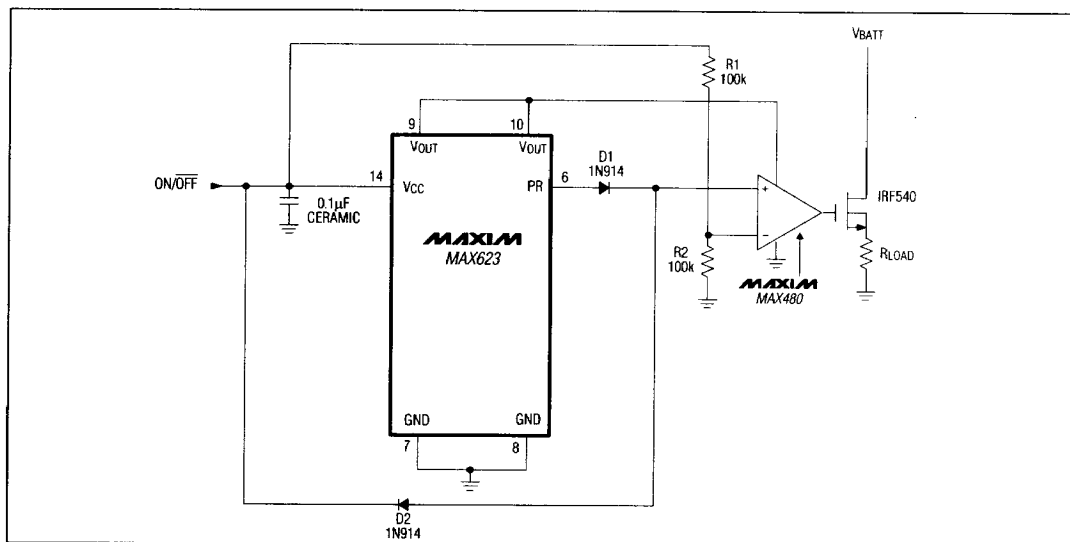 VBATT
R1
100k
9
10
VOUT
VOUT
D1
1N914
ON/OFF
14
VCC
PR
6
+
IRF540
0.1µF
CERAMIC
MAXIM
MAX623
−
R2
100k
RLOAD
MAXIM
MAX480
GND
GND
7
8
D2
1N914